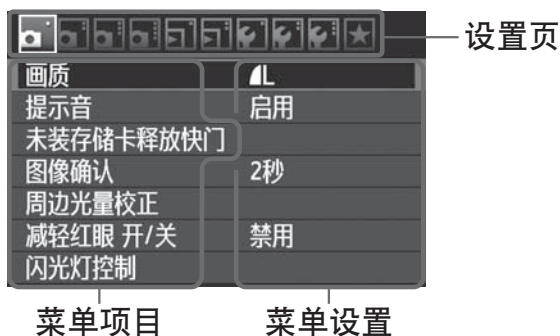 设置页
画质 L
提示音 启用
未装存储卡释放快门
图像确认 2秒
周边光量校正
减轻红眼 开/关 禁用
闪光灯控制
菜单项目 菜单设置